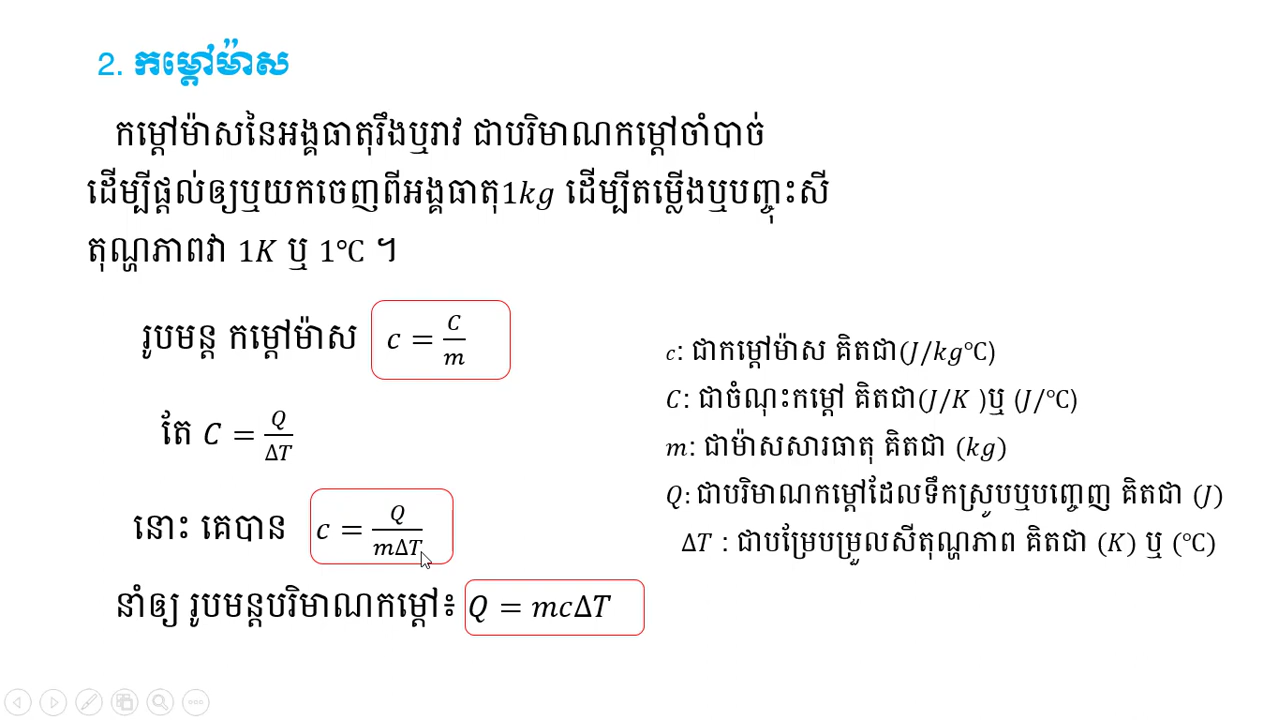 2. កម្ដៅម៉ាស
កម្ដៅម៉ាសនៃអង្គធាតុរឹងឬរាវ ជាបរិមាណកម្ដៅចាំបាច់
ដើម្បីផ្ដល់ឲ្យឬយកចេញពីអង្គធាតុ1kg ដើម្បីតម្លើងឬបញ្ចុះសី
តុណ្ហភាពវា 1K ឬ 1°C ។
រូបមន្ត កម្ដៅម៉ាស c = C/m
តែ C = Q/ΔT
នោះ គេបាន c = Q/mΔT
នាំឲ្យ រូបមន្តបរិមាណកម្ដៅ៖ Q = mcΔT
c: ជាកម្ដៅម៉ាស គិតជា(J/kg°C)
C: ជាចំណុះកម្ដៅ គិតជា(J/K )ឬ (J/°C)
m: ជាម៉ាសសារធាតុ គិតជា (kg)
Q: ជាបរិមាណកម្ដៅដែលទឹកស្រូបឬបញ្ចេញ គិតជា (J)
ΔT : ជាបម្រែបម្រួលសីតុណ្ហភាព គិតជា (K) ឬ (°C)